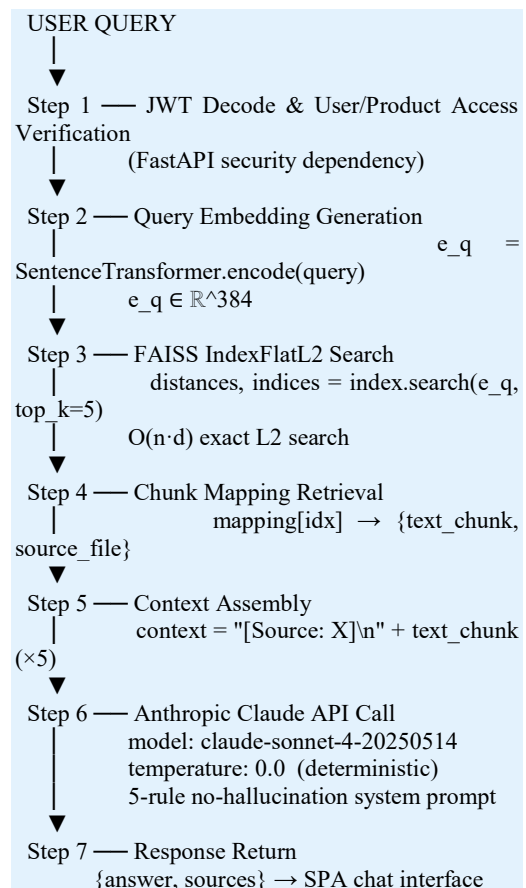 USER QUERY
Step 1 ── JWT Decode & User/Product Access
Verification
(FastAPI security dependency)
Step 2 ── Query Embedding Generation
e_q =
SentenceTransformer.encode(query)
e_q ∈ ℝ^384
Step 3 ── FAISS IndexFlatL2 Search
distances, indices = index.search(e_q,
top_k=5)
O(n·d) exact L2 search
Step 4 ── Chunk Mapping Retrieval
mapping[idx] → {text_chunk,
source_file}
Step 5 ── Context Assembly
context = "[Source: X]\n" + text_chunk
(×5)
Step 6 ── Anthropic Claude API Call
model: claude-sonnet-4-20250514
temperature: 0.0 (deterministic)
5-rule no-hallucination system prompt
Step 7 ── Response Return
{answer, sources} → SPA chat interface